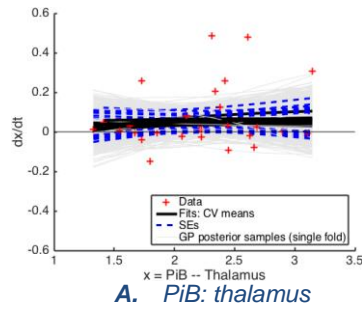 0.6
0.4
0.2
0
-0.2
-0.4
-0.6
dx/dt
Data
Fits: CV means
SEs
GP posterior samples (single fold)
1 1.5 2 2.5 3 3.5
x = PiB -- Thalamus
A. PiB: thalamus